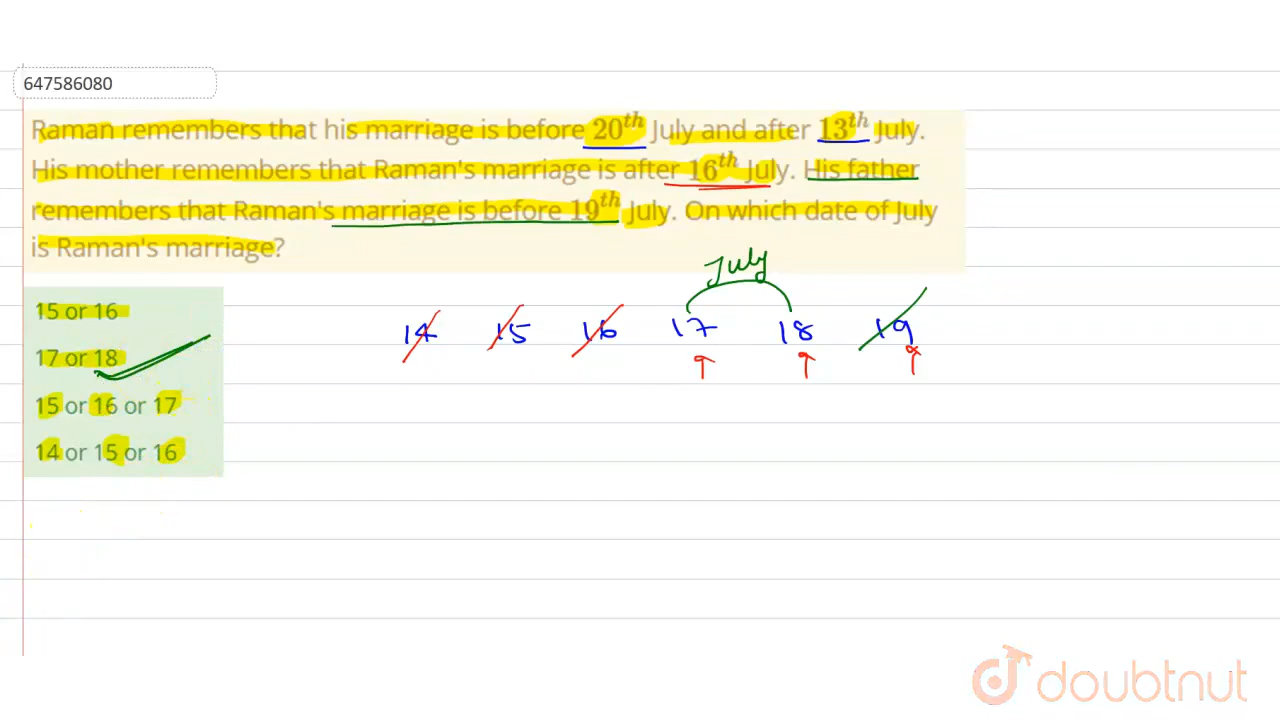 647586080
Raman remembers that his marriage is before 20th July and after 13th July.
His mother remembers that Raman's marriage is after 16th July. His father
remembers that Raman's marriage is before 19th July. On which date of July
is Raman's marriage?
July
15 or 16
14 15 16 17 18 19
17 or 18
15 or 16 or 17
14 or 15 or 16
doubtnut